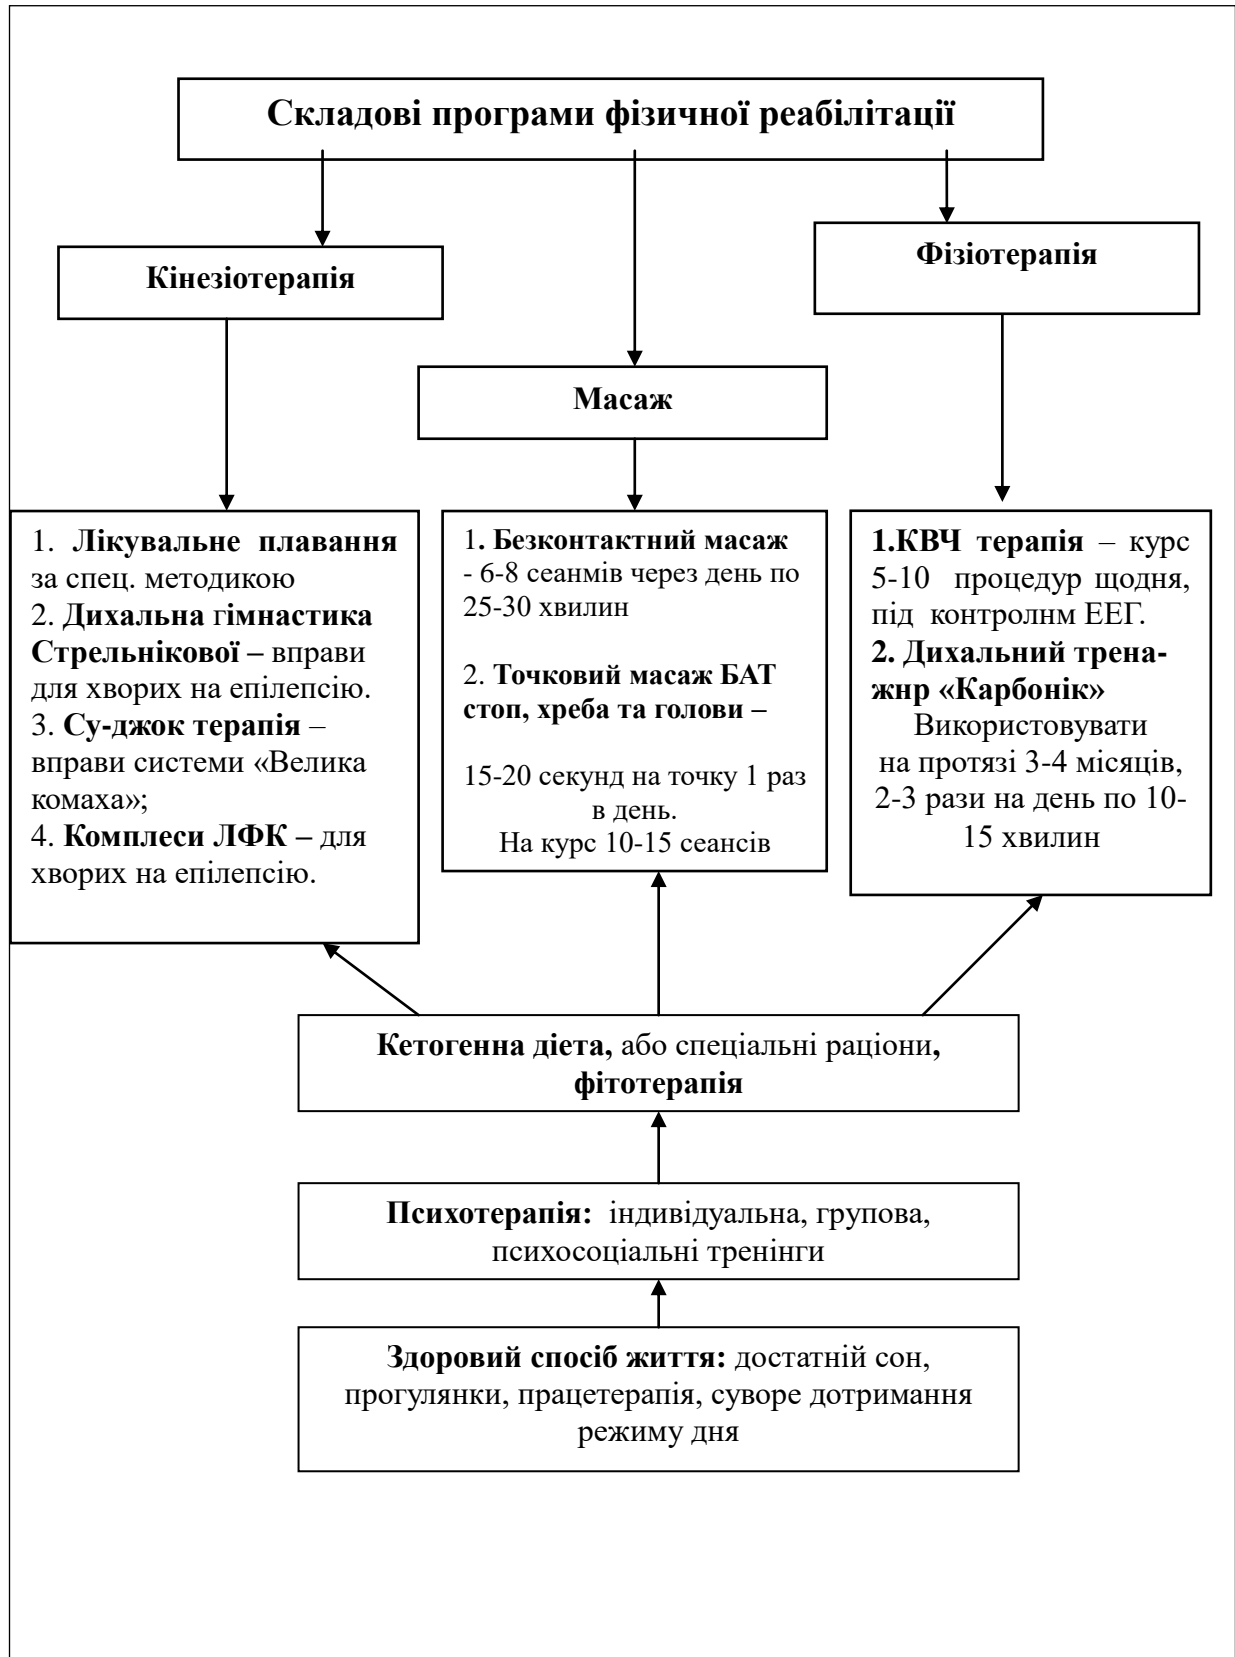 Складові програми фізичної реабілітації
Кінезіотерапія
Фізіотерапія
Масаж
1. Лікувальне плавання
за спец. методикою
2. Дихальна гімнастика
Стрельнікової – вправи
для хворих на епілепсію.
3. Су-джок терапія –
вправи системи «Велика
комаха»;
4. Комплеси ЛФК – для
хворих на епілепсію.
1. Безконтактний масаж
- 6-8 сеанмів через день по
25-30 хвилин
2. Точковий масаж БАТ
стоп, хреба та голови –
15-20 секунд на точку 1 раз
в день.
На курс 10-15 сеансів
1.КВЧ терапія – курс
5-10 процедур щодня,
під контролнм ЕЕГ.
2. Дихальний трена-
жнр «Карбонік»
Використовувати
на протязі 3-4 місяців,
2-3 рази на день по 10-
15 хвилин
Кетогенна діета, або спеціальні раціони,
фітотерапія
Психотерапія: індивідуальна, групова,
психосоціальні тренінги
Здоровий спосіб життя: достатній сон,
прогулянки, працетерапія, суворе дотримання
режиму дня